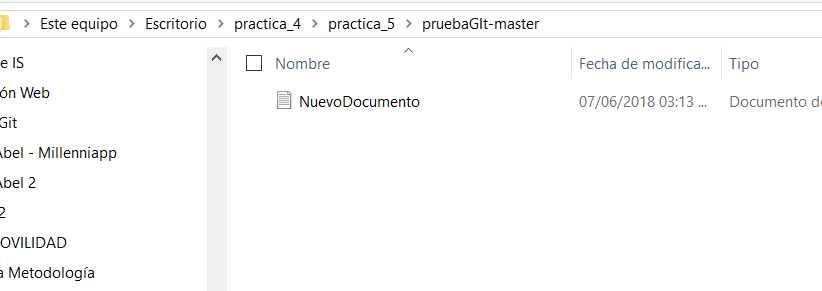 Este equipo > Escritorio > practica_4 > practica_5 > pruebaGIt-master
e IS
ón Web
Git
Abel - Millenniapp
Abel 2
2
OVILIDAD
a Metodología
Nombre Fecha de modifica... Tipo
NuevoDocumento 07/06/2018 03:13 ... Documento de